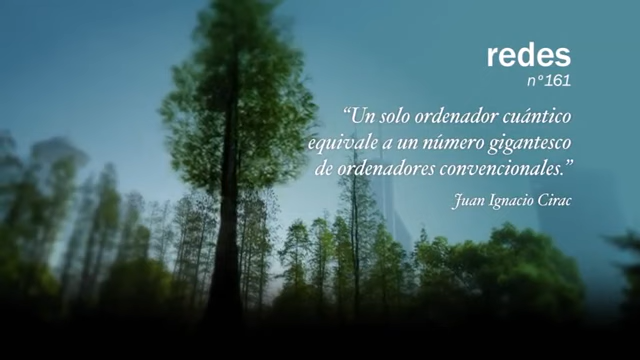 redes
n°161
“Un solo ordenador cuántico
equivale a un número gigantesco
de ordenadores convencionales.”
Juan Ignacio Cirac